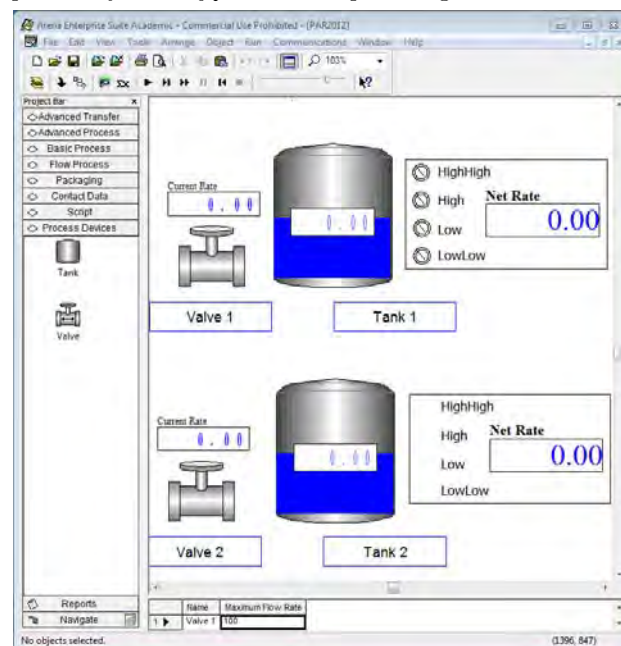 Arena Enterprise Suite Academic - Commercial Use Prohibited - [PAR2012]
File Edit View Tools Arrange Object Run Communications Window Help
103%
Project Bar
Advanced Transfer
Advanced Process
Basic Process
Flow Process
Packaging
Contact Data
Script
Process Devices
Tank
Valve
Current Rate
0.00
0.00
HighHigh
High
Low
LowLow
Net Rate
0.00
Valve 1
Tank 1
Current Rate
0.00
0.00
HighHigh
High
Low
LowLow
Net Rate
0.00
Valve 2
Tank 2
Reports
Navigate
Name Maximum Flow Rate
1 Valve 1 100
No objects selected.
(1396, 847)